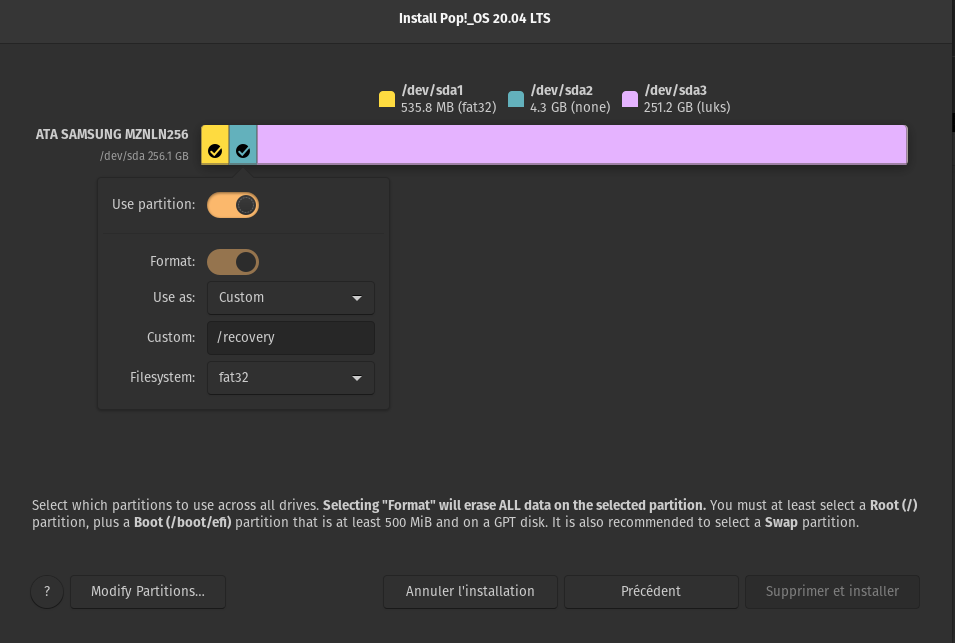 Install Pop!_OS 20.04 LTS
/dev/sda1
535.8 MB (fat32)
/dev/sda2
4.3 GB (none)
/dev/sda3
251.2 GB (luks)
ATA SAMSUNG MZNLN256
/dev/sda 256.1 GB
Use partition:
Format:
Use as: Custom
Custom: /recovery
Filesystem: fat32
Select which partitions to use across all drives. Selecting "Format" will erase ALL data on the selected partition. You must at least select a Root (/)
partition, plus a Boot (/boot/efi) partition that is at least 500 MiB and on a GPT disk. It is also recommended to select a Swap partition.
? Modify Partitions... Annuler l'installation Précédent Supprimer et installer